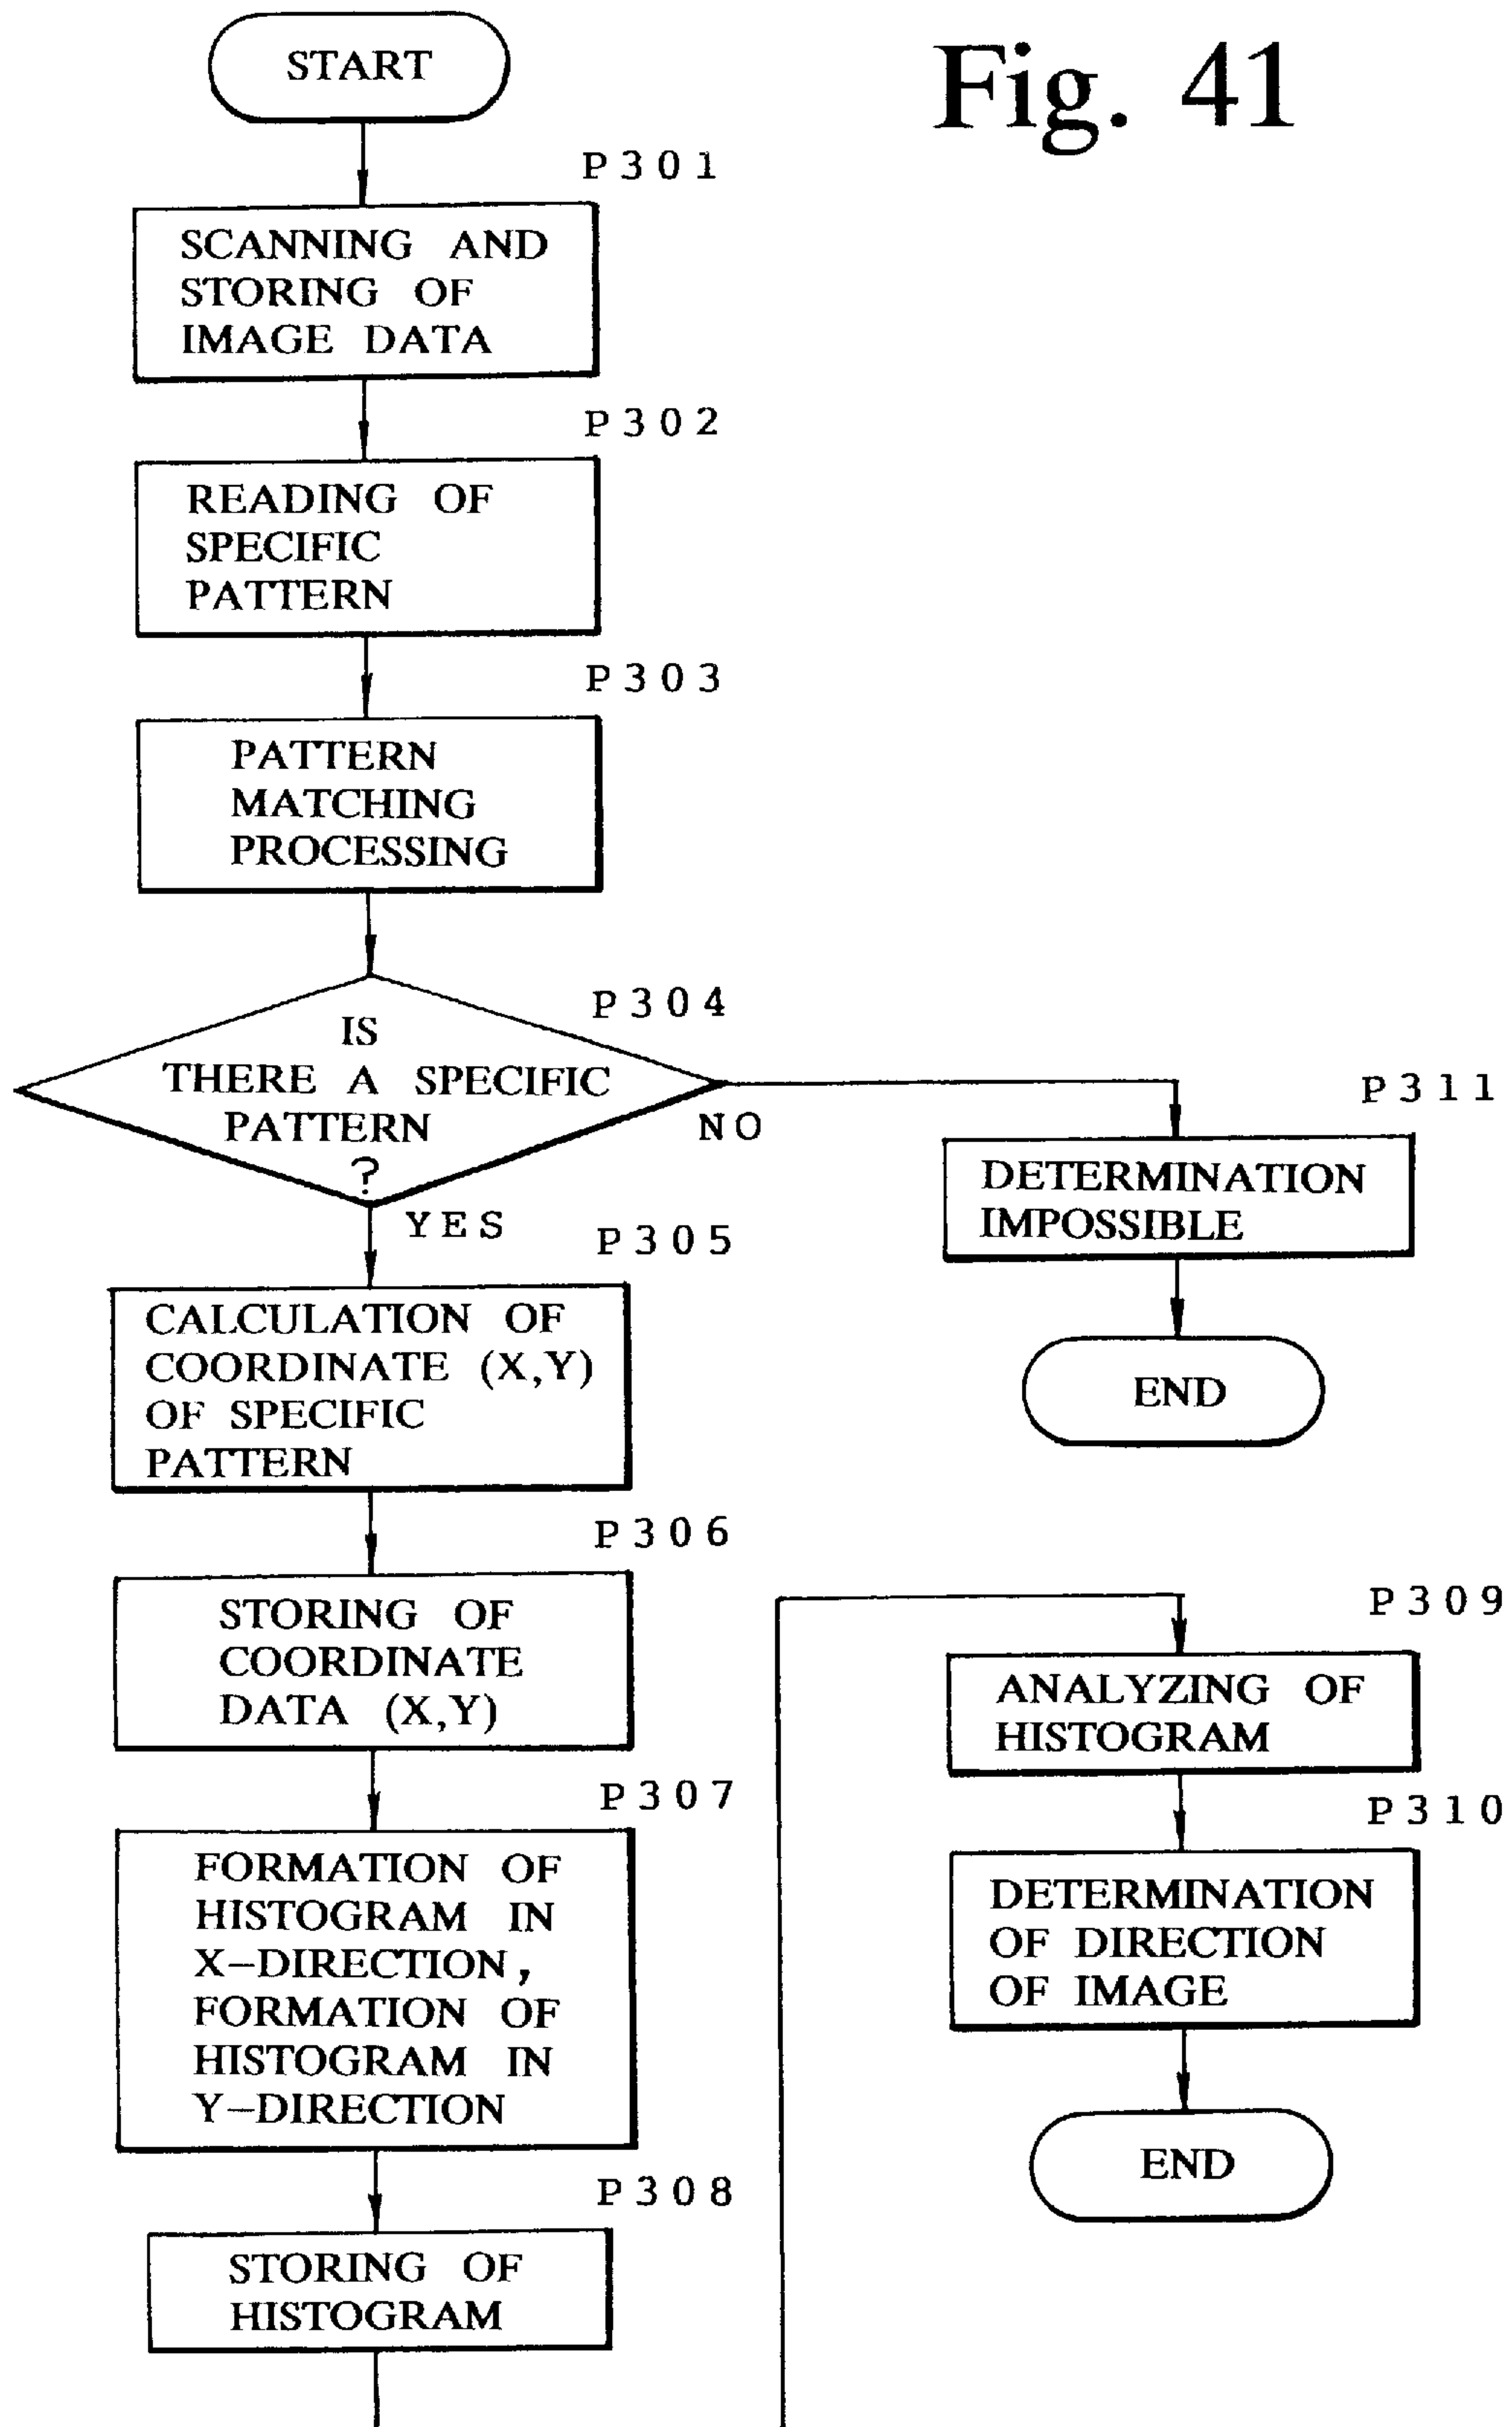 Fig. 41
START
P301
SCANNING AND
STORING OF
IMAGE DATA
P302
READING OF
SPECIFIC
PATTERN
P303
PATTERN
MATCHING
PROCESSING
P304
IS
THERE A SPECIFIC
PATTERN
?
NO
YES
P311
DETERMINATION
IMPOSSIBLE
END
P305
CALCULATION OF
COORDINATE (X,Y)
OF SPECIFIC
PATTERN
P306
STORING OF
COORDINATE
DATA (X,Y)
P307
FORMATION OF
HISTOGRAM IN
X-DIRECTION,
FORMATION OF
HISTOGRAM IN
Y-DIRECTION
P308
STORING OF
HISTOGRAM
P309
ANALYZING OF
HISTOGRAM
P310
DETERMINATION
OF DIRECTION
OF IMAGE
END